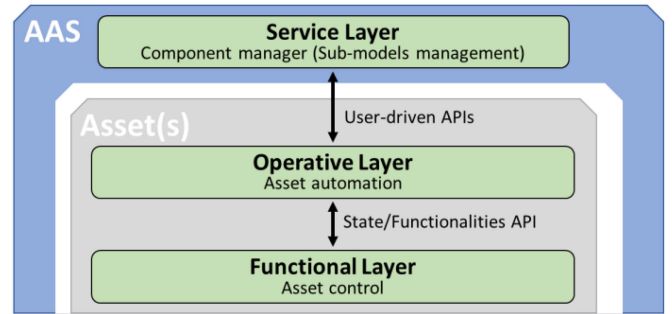 AAS
Service Layer
Component manager (Sub-models management)
User-driven APIs
Asset(s)
Operative Layer
Asset automation
State/Functionalities API
Functional Layer
Asset control